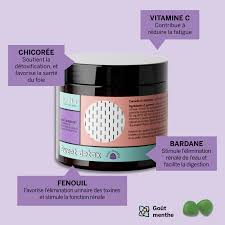 VITAMINE C
Contribue à
réduire la fatigue
CHICORÉE
Soutient la
détoxification, et
favorise la santé
du foie
BARDANE
Stimule l'élimination
rénale de l'eau et
facilite la digestion
FENOUIL
Favorise l'élimination urinaire des toxines
et stimule la fonction rénale
Sweet detox
Goût
menthe